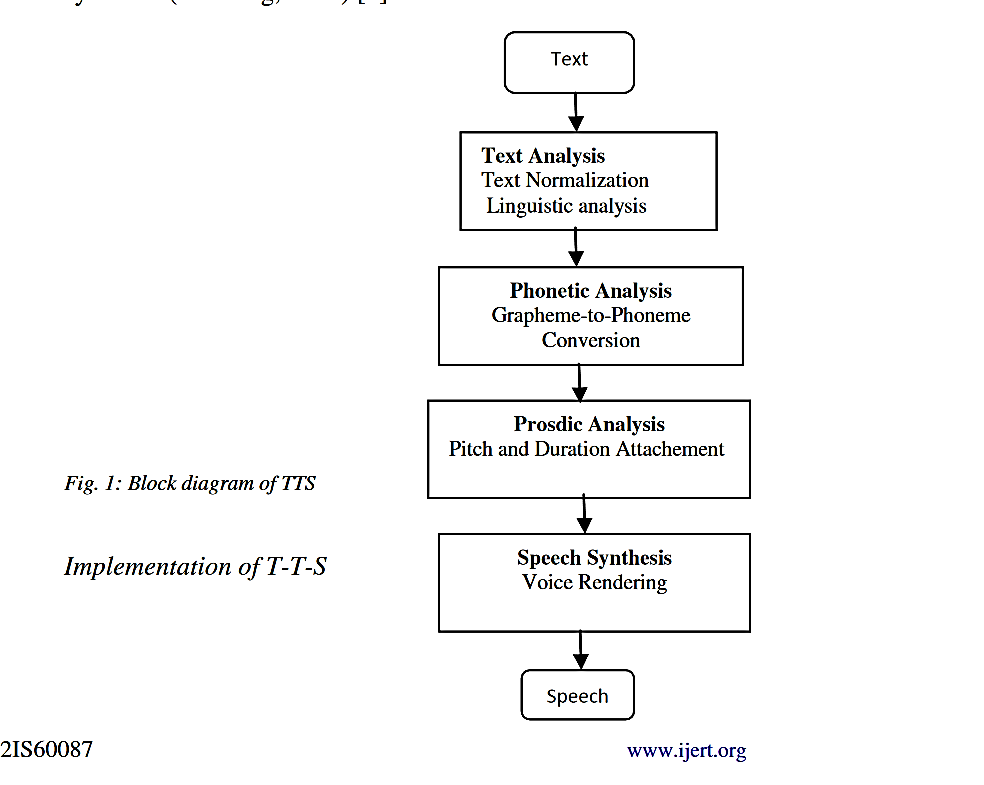 Text
Text Analysis
Text Normalization
Linguistic analysis
Phonetic Analysis
Grapheme-to-Phoneme
Conversion
Prosdic Analysis
Pitch and Duration Attachement
Fig. 1: Block diagram of TTS
Speech Synthesis
Implementation of T-T-S
Voice Rendering
Speech
2IS60087
www.ijert.org